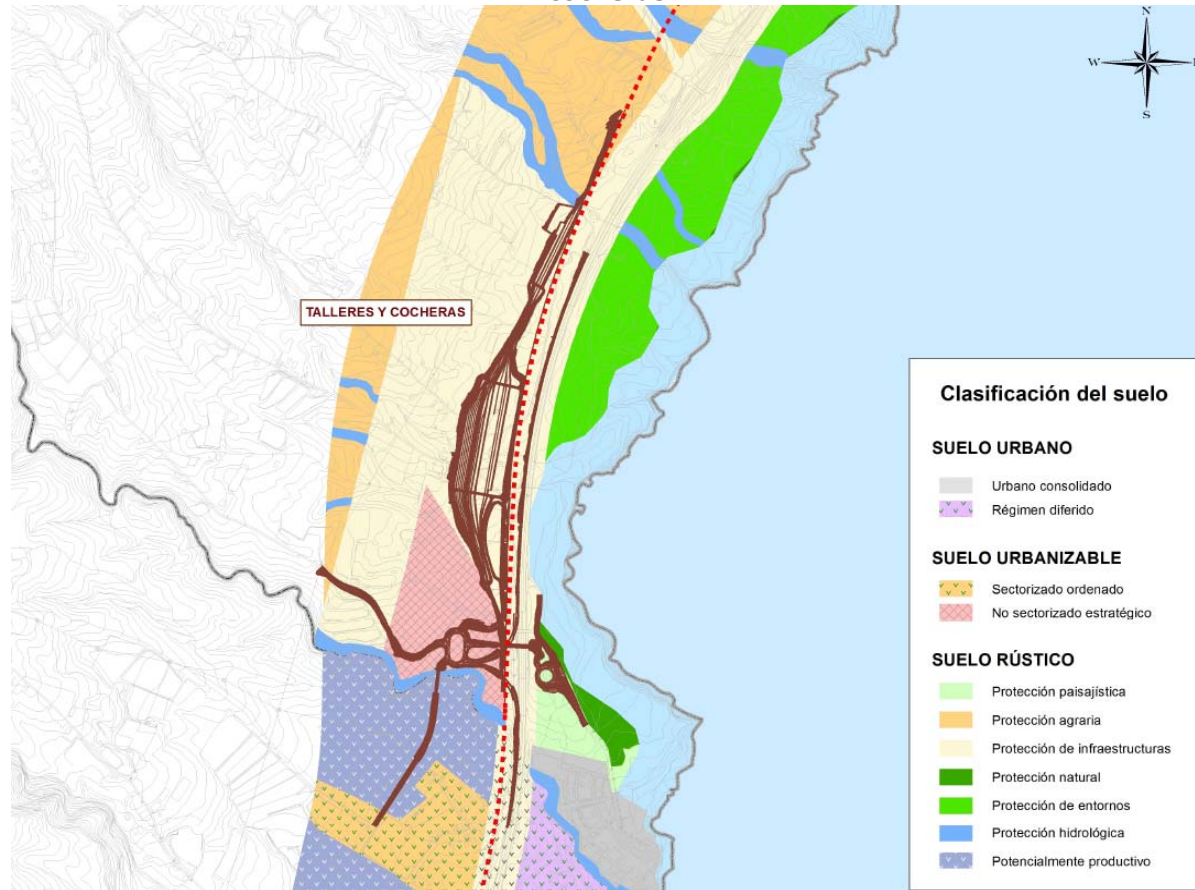 N
W
S
TALLERES Y COCHERAS
Clasificación del suelo
SUELO URBANO
Urbano consolidado
Régimen diferido
SUELO URBANIZABLE
Sectorizado ordenado
No sectorizado estratégico
SUELO RÚSTICO
Protección paisajística
Protección agraria
Protección de infraestructuras
Protección natural
Protección de entornos
Protección hidrológica
Potencialmente productivo